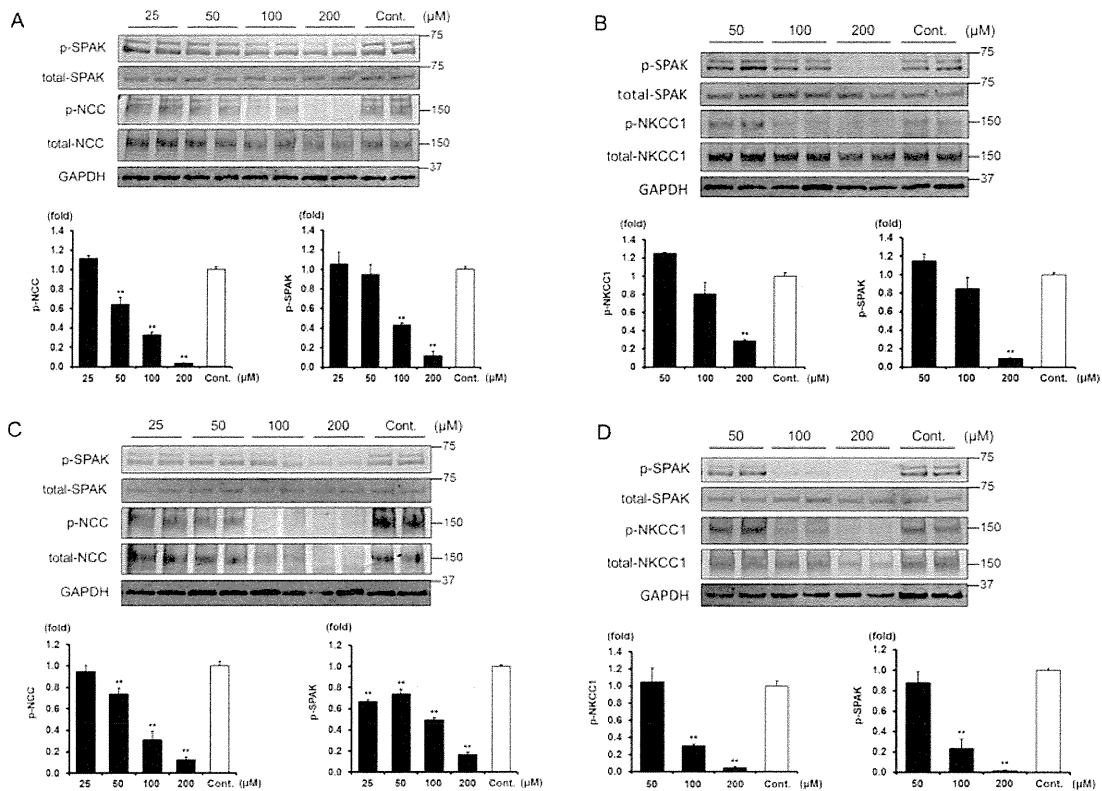 A
25 50 100 200 Cont. (µM)
p-SPAK
75
total-SPAK
75
p-NCC
150
total-NCC
150
GAPDH
37
(fold)
p-NCC
1.4
1.2
1.0
0.8
0.6
0.4
0.2
0.0
**
**
**
25 50 100 200 Cont. (µM)
(fold)
p-SPAK
1.4
1.2
1.0
0.8
0.6
0.4
0.2
0.0
**
**
25 50 100 200 Cont. (µM)
B
50 100 200 Cont. (µM)
p-SPAK
75
total-SPAK
75
p-NKCC1
150
total-NKCC1
150
GAPDH
37
(fold)
p-NKCC1
1.4
1.2
1
0.8
0.6
0.4
0.2
0
**
50 100 200 Cont. (µM)
(fold)
p-SPAK
1.4
1.2
1.0
0.8
0.6
0.4
0.2
0.0
**
50 100 200 Cont. (µM)
C
25 50 100 200 Cont. (µM)
p-SPAK
75
total-SPAK
75
p-NCC
150
total-NCC
150
GAPDH
37
(fold)
p-NCC
1.2
1.0
0.8
0.6
0.4
0.2
0.0
**
**
**
25 50 100 200 Cont. (µM)
(fold)
p-SPAK
1.2
1.0
0.8
0.6
0.4
0.2
0.0
**
**
**
**
25 50 100 200 Cont. (µM)
D
50 100 200 Cont. (µM)
p-SPAK
75
total-SPAK
75
p-NKCC1
150
total-NKCC1
150
GAPDH
37
(fold)
p-NKCC1
1.4
1.2
1.0
0.8
0.6
0.4
0.2
0.0
**
**
50 100 200 Cont. (µM)
(fold)
p-SPAK
1.2
1.0
0.8
0.6
0.4
0.2
0.0
**
**
50 100 200 Cont. (µM)